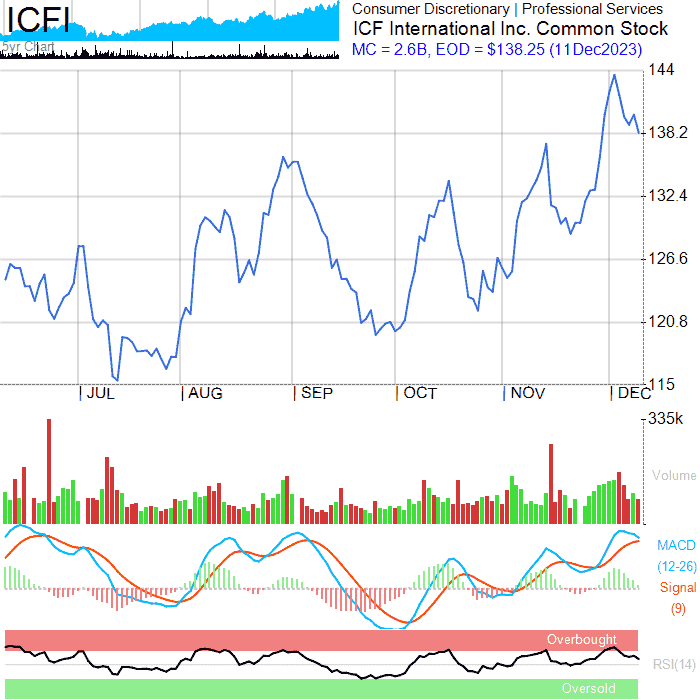 ICFI
5yr Chart
Consumer Discretionary | Professional Services
ICF International Inc. Common Stock
MC = 2.6B, EOD = $138.25 (11Dec2023)
144
138.2
132.4
126.6
120.8
115
| JUL | AUG | SEP | OCT | NOV | DEC
335k
Volume
MACD
(12-26)
Signal
(9)
Overbought
RSI(14)
Oversold